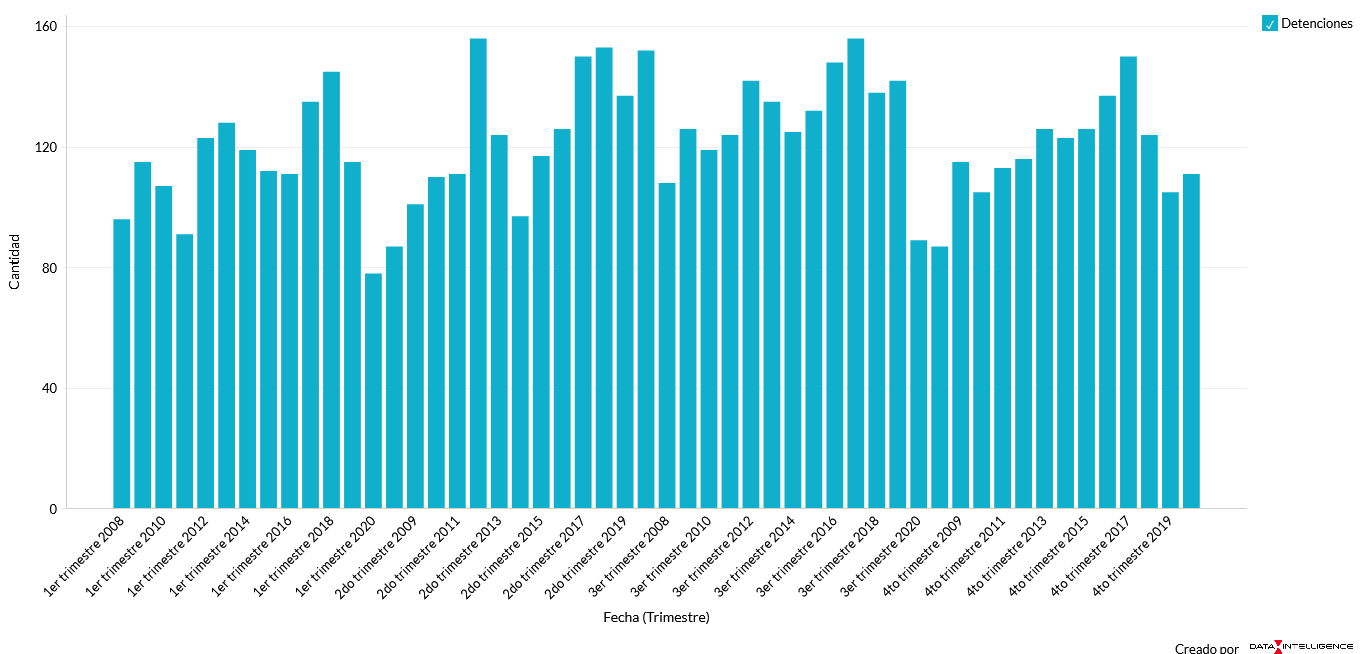 Detenciones
Cantidad
160
120
80
40
0
1er trimestre 2008
1er trimestre 2010
1er trimestre 2012
1er trimestre 2014
1er trimestre 2016
1er trimestre 2018
1er trimestre 2020
2do trimestre 2009
2do trimestre 2011
2do trimestre 2013
2do trimestre 2015
2do trimestre 2017
2do trimestre 2019
3er trimestre 2008
3er trimestre 2010
3er trimestre 2012
3er trimestre 2014
3er trimestre 2016
3er trimestre 2018
3er trimestre 2020
4to trimestre 2009
4to trimestre 2011
4to trimestre 2013
4to trimestre 2015
4to trimestre 2017
4to trimestre 2019
Fecha (Trimestre)
Creado por DATA INTELLIGENCE